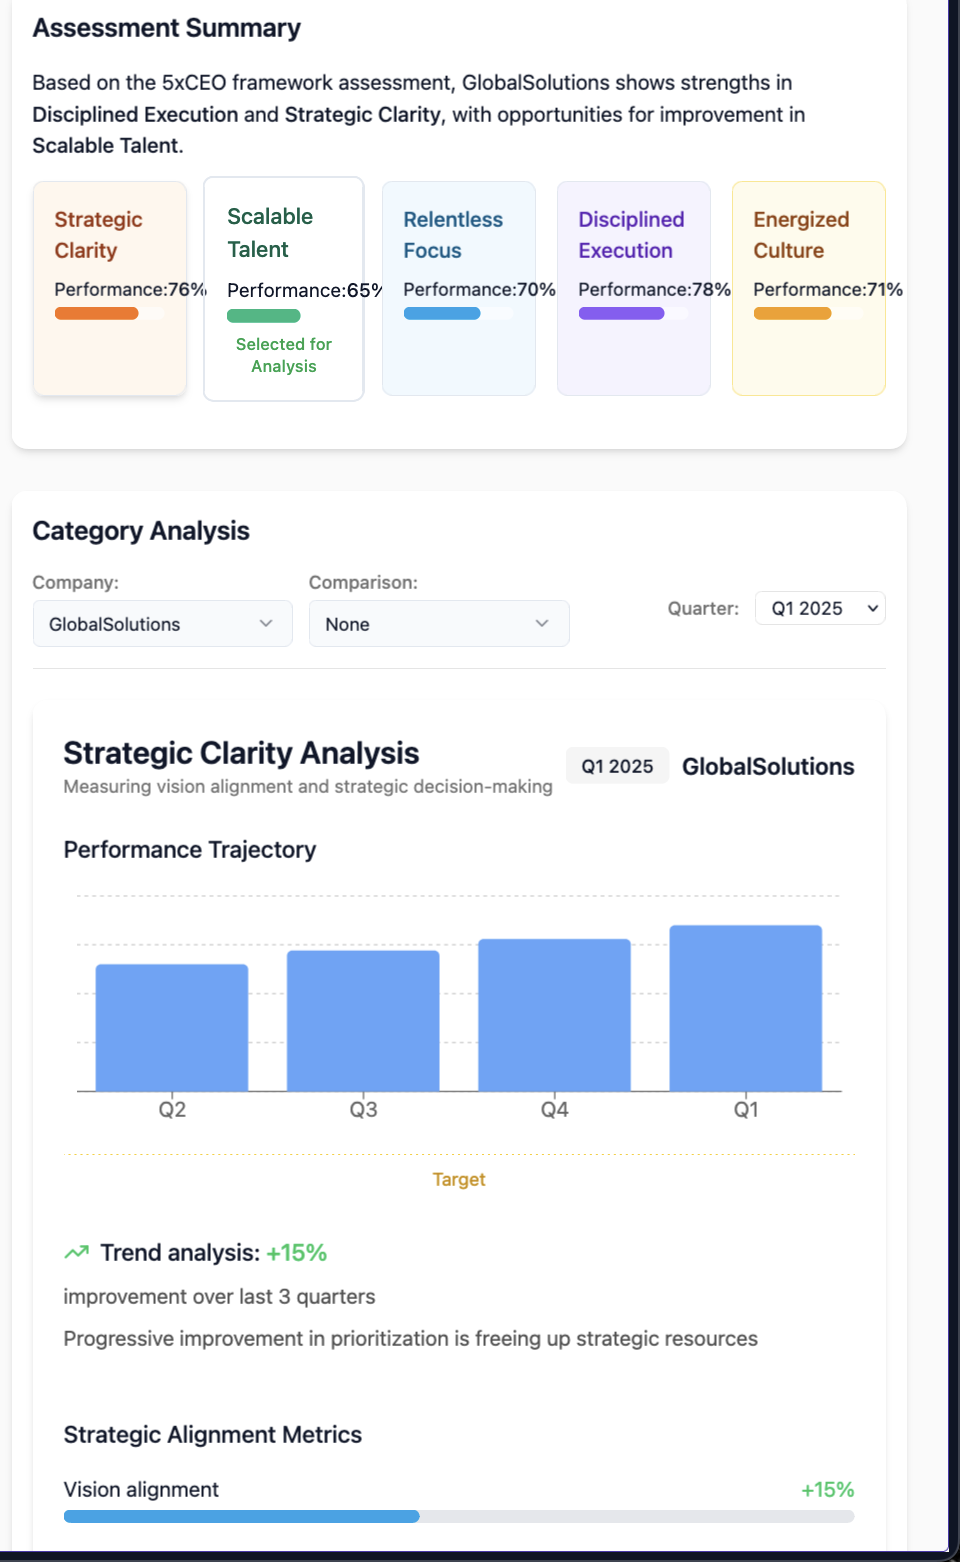 Assessment Summary
Based on the 5xCEO framework assessment, GlobalSolutions shows strengths in
Disciplined Execution and Strategic Clarity, with opportunities for improvement in
Scalable Talent.
Strategic
Clarity
Performance:76%
Scalable
Talent
Performance:65%
Selected for
Analysis
Relentless
Focus
Performance:70%
Disciplined
Execution
Performance:78%
Energized
Culture
Performance:71%
Category Analysis
Company:
GlobalSolutions
Comparison:
None
Quarter:
Q1 2025
Strategic Clarity Analysis
Measuring vision alignment and strategic decision-making
Q1 2025
GlobalSolutions
Performance Trajectory
Q2
Q3
Q4
Q1
Target
Trend analysis: +15%
improvement over last 3 quarters
Progressive improvement in prioritization is freeing up strategic resources
Strategic Alignment Metrics
Vision alignment
+15%